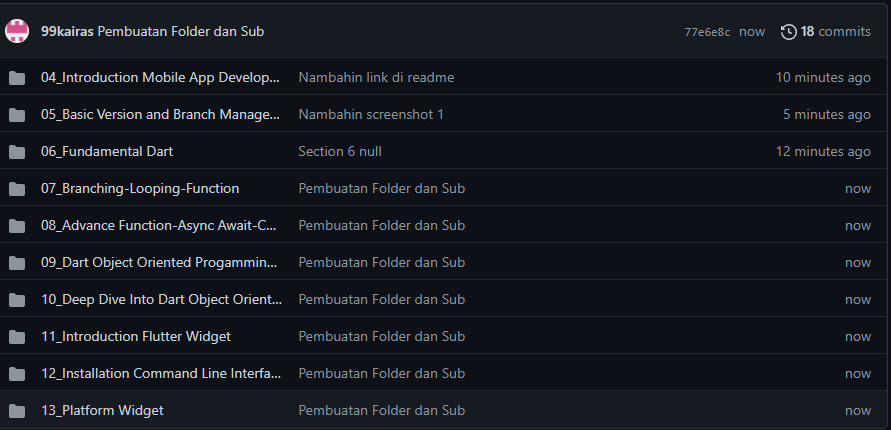 99kairas Pembuatan Folder dan Sub 77e6e8c now 18 commits
04_Introduction Mobile App Develop... Nambahin link di readme 10 minutes ago
05_Basic Version and Branch Manage... Nambahin screenshot 1 5 minutes ago
06_Fundamental Dart Section 6 null 12 minutes ago
07_Branching-Looping-Function Pembuatan Folder dan Sub now
08_Advance Function-Async Await-C... Pembuatan Folder dan Sub now
09_Dart Object Oriented Progammin... Pembuatan Folder dan Sub now
10_Deep Dive Into Dart Object Orient... Pembuatan Folder dan Sub now
11_Introduction Flutter Widget Pembuatan Folder dan Sub now
12_Installation Command Line Interfa... Pembuatan Folder dan Sub now
13_Platform Widget Pembuatan Folder dan Sub now